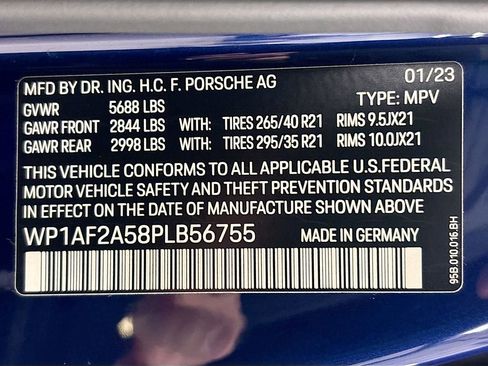 MFD BY DR. ING. H.C. F. PORSCHE AG 01/23
GVWR 5688 LBS TYPE: MPV
GAWR FRONT 2844 LBS WITH: TIRES 265/40 R21 RIMS 9.5JX21
GAWR REAR 2998 LBS WITH: TIRES 295/35 R21 RIMS 10.0JX21
THIS VEHICLE CONFORMS TO ALL APPLICABLE U.S.FEDERAL
MOTOR VEHICLE SAFETY AND THEFT PREVENTION STANDARDS
IN EFFECT ON THE DATE OF MANUFACTURE SHOWN ABOVE
WP1AF2A58PLB56755 MADE IN GERMANY
95B.010.016.BH